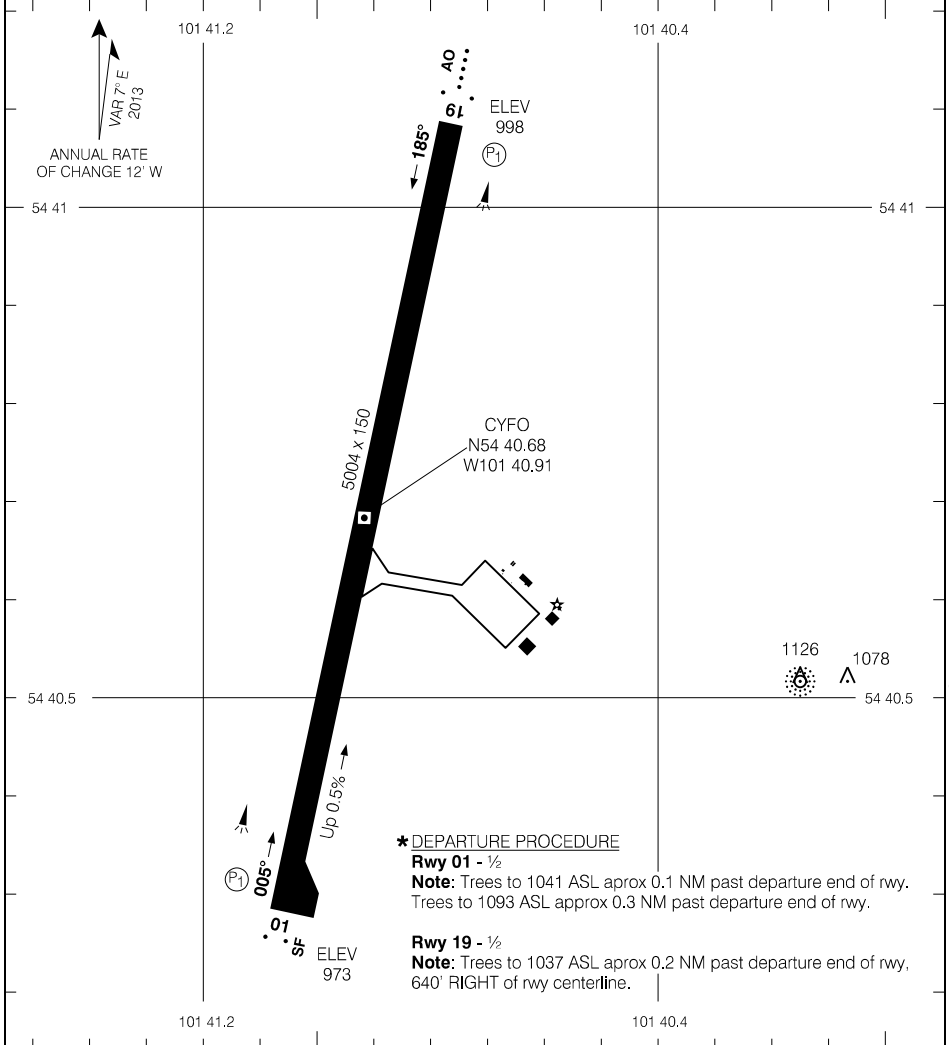 101 41.2
101 40.4
VAR 7° E
2013
ANNUAL RATE
OF CHANGE 12' W
AO
19
ELEV
998
P1
185°
54 41
54 41
5004 x 150
CYFO
N54 40.68
W101 40.91
1126
1078
54 40.5
54 40.5
Up 0.5%
P1
005°
01
SF
ELEV
973
* DEPARTURE PROCEDURE
Rwy 01 - ½
Note: Trees to 1041 ASL aprox 0.1 NM past departure end of rwy.
Trees to 1093 ASL approx 0.3 NM past departure end of rwy.
Rwy 19 - ½
Note: Trees to 1037 ASL aprox 0.2 NM past departure end of rwy,
640' RIGHT of rwy centerline.
101 41.2
101 40.4